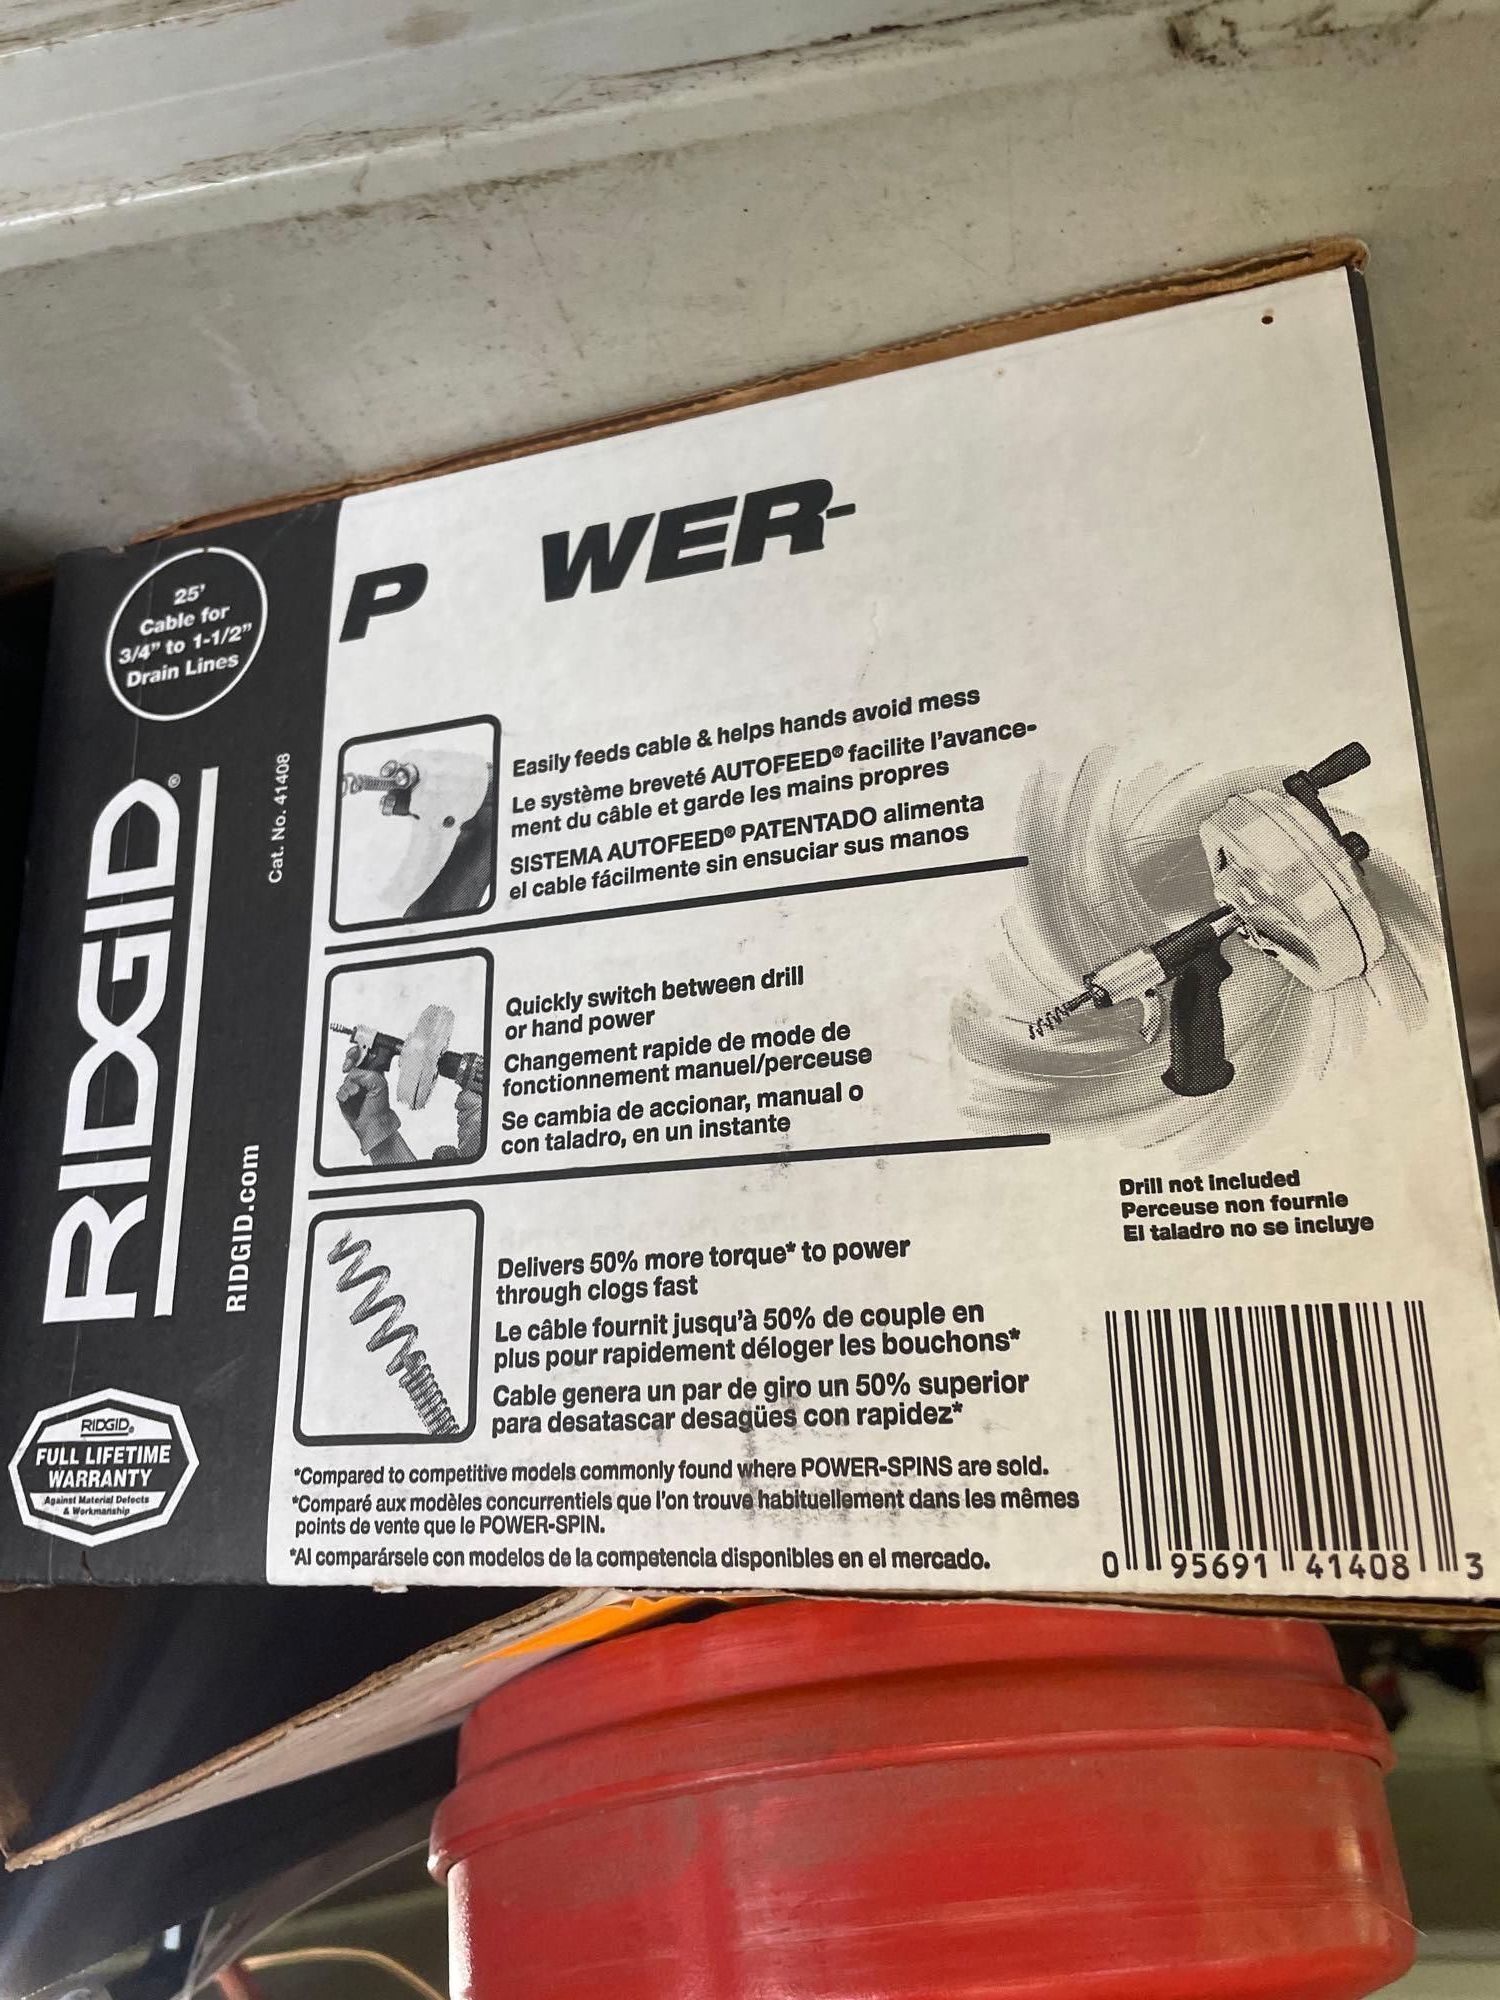 25'
Cable for
3/4" to 1-1/2"
Drain Lines
RIDGID®
Cat. No. 41408
RIDGID.com
RIDGID®
FULL LIFETIME
WARRANTY
Against Material Defects
& Workmanship
P WER-
Easily feeds cable & helps hands avoid mess
Le système breveté AUTOFEED® facilite l'avance-
ment du câble et garde les mains propres
SISTEMA AUTOFEED® PATENTADO alimenta
el cable fácilmente sin ensuciar sus manos
Quickly switch between drill
or hand power
Changement rapide de mode de
fonctionnement manuel/perceuse
Se cambia de accionar, manual o
con taladro, en un instante
Drill not included
Perceuse non fournie
El taladro no se incluye
Delivers 50% more torque* to power
through clogs fast
Le câble fournit jusqu'à 50% de couple en
plus pour rapidement déloger les bouchons*
Cable genera un par de giro un 50% superior
para desatascar desagües con rapidez*
*Compared to competitive models commonly found where POWER-SPINS are sold.
*Comparé aux modèles concurrentiels que l'on trouve habituellement dans les mêmes
points de vente que le POWER-SPIN.
*Al comparársele con modelos de la competencia disponibles en el mercado.
0 95691 41408 3